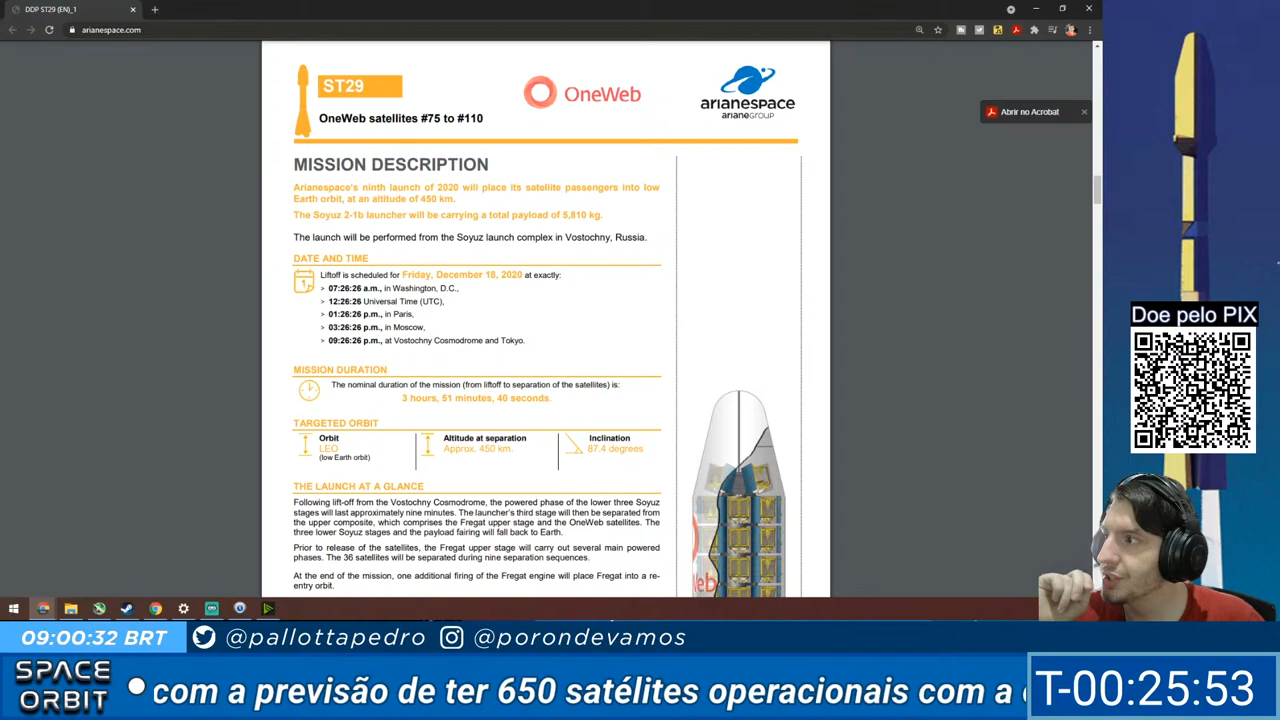 DDP ST29 (EN)_1
arianespace.com
ST29
OneWeb
arianespace
ARIANEGROUP
OneWeb satellites #75 to #110
Abrir no Acrobat
MISSION DESCRIPTION
Arianespace's ninth launch of 2020 will place its satellite passengers into low
Earth orbit, at an altitude of 450 km.
The Soyuz 2-1b launcher will be carrying a total payload of 5,810 kg.
The launch will be performed from the Soyuz launch complex in Vostochny, Russia.
DATE AND TIME
Liftoff is scheduled for Friday, December 18, 2020 at exactly:
> 07:26:26 a.m., in Washington, D.C.,
> 12:26:26 Universal Time (UTC),
> 01:26:26 p.m., in Paris,
> 03:26:26 p.m., in Moscow,
> 09:26:26 p.m., at Vostochny Cosmodrome and Tokyo.
MISSION DURATION
The nominal duration of the mission (from liftoff to separation of the satellites) is:
3 hours, 51 minutes, 40 seconds.
TARGETED ORBIT
Orbit
LEO
(low Earth orbit)
Altitude at separation
Approx. 450 km.
Inclination
87.4 degrees
THE LAUNCH AT A GLANCE
Following lift-off from the Vostochny Cosmodrome, the powered phase of the lower three Soyuz
stages will last approximately nine minutes. The launcher's third stage will then be separated from
the upper composite, which comprises the Fregat upper stage and the OneWeb satellites. The
three lower Soyuz stages and the payload fairing will fall back to Earth.
Prior to release of the satellites, the Fregat upper stage will carry out several main powered
phases. The 36 satellites will be separated during nine separation sequences.
At the end of the mission, one additional firing of the Fregat engine will place Fregat into a re-
entry orbit.
Web
Doe pelo PIX
09:00:32 BRT
@pallottapedro
@porondevamos
SPACE
ORBIT
com a previsão de ter 650 satélites operacionais com a
T-00:25:53